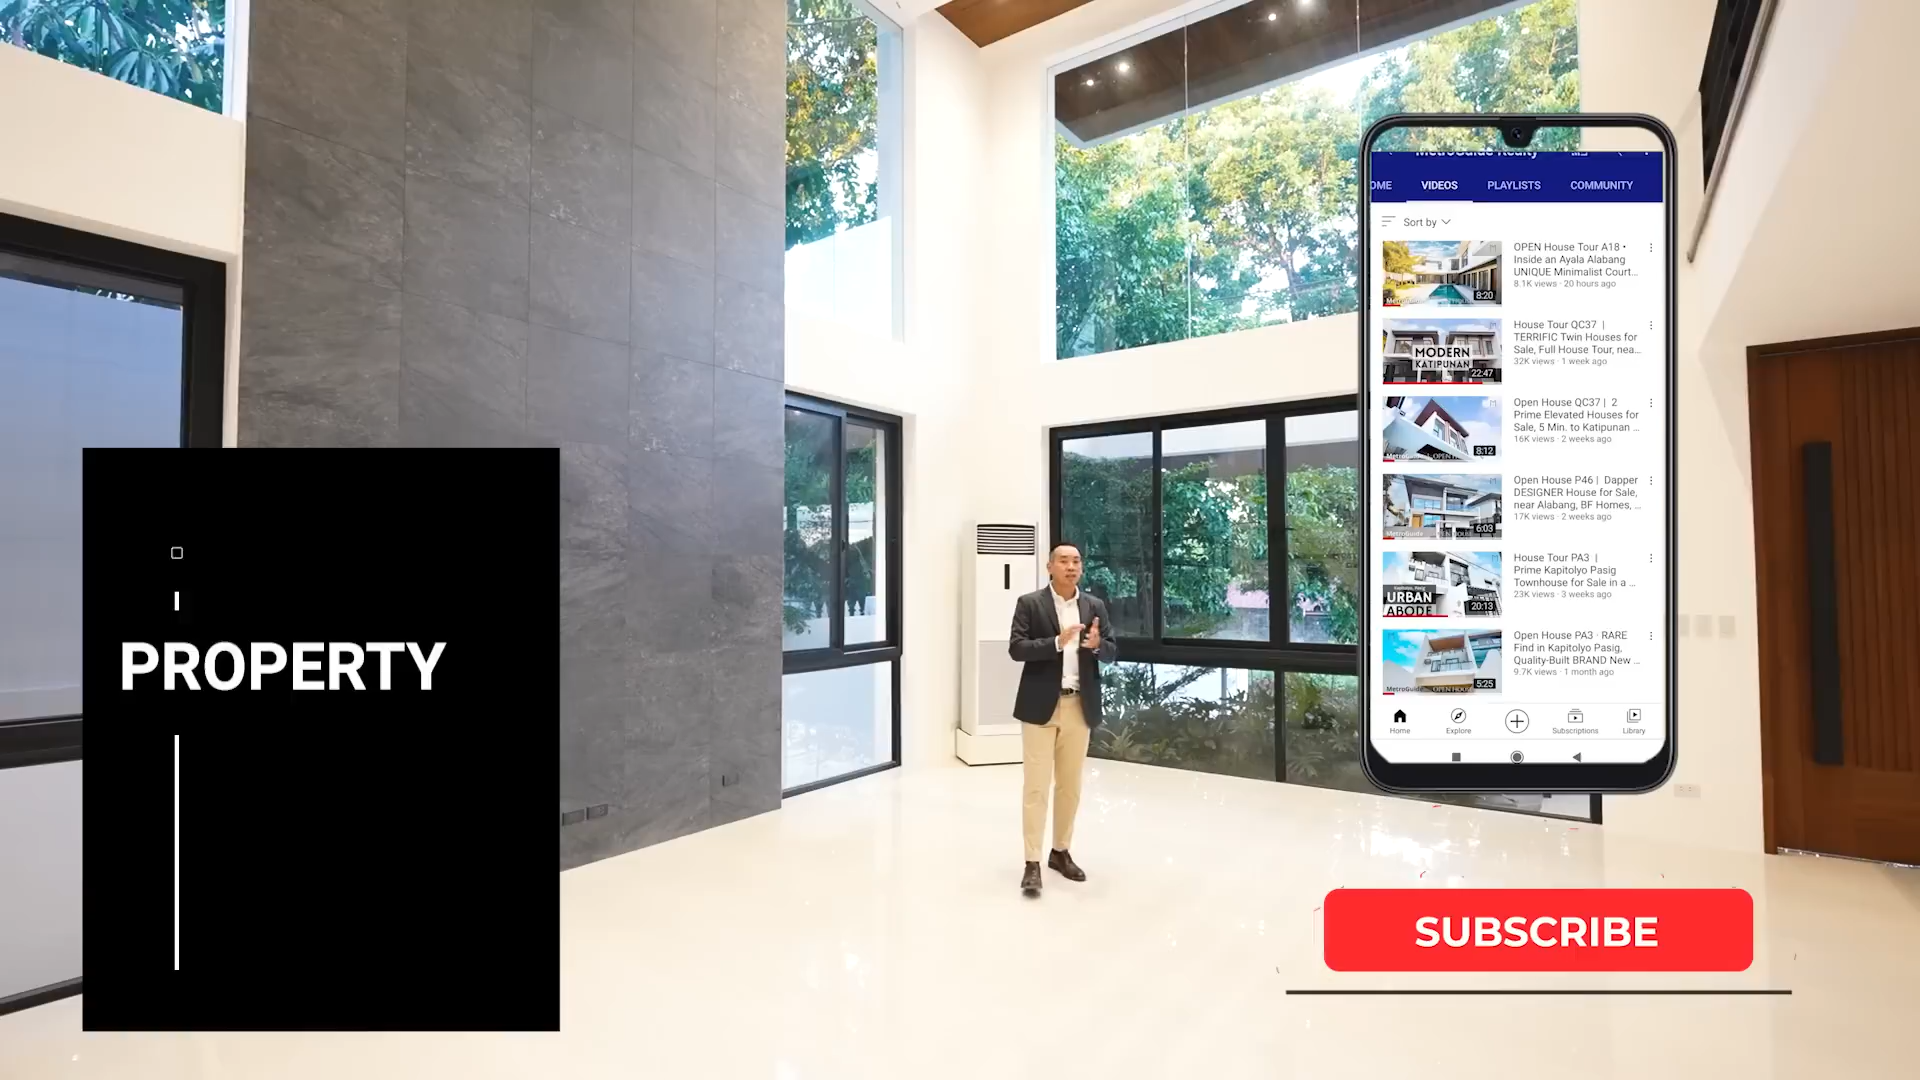 PROPERTY
MetroGuide Realty
OME VIDEOS PLAYLISTS COMMUNITY
Sort by
OPEN House Tour A18 •
Inside an Ayala Alabang
UNIQUE Minimalist Court...
8.1K views · 20 hours ago
8:20
House Tour QC37 |
TERRIFIC Twin Houses for
Sale, Full House Tour, nea...
32K views · 1 week ago
MODERN
KATIPUNAN
22:47
Open House QC37 | 2
Prime Elevated Houses for
Sale, 5 Min. to Katipunan ...
16K views · 2 weeks ago
8:12
Open House P46 | Dapper
DESIGNER House for Sale,
near Alabang, BF Homes, ...
17K views · 2 weeks ago
6:03
House Tour PA3 |
Prime Kapitolyo Pasig
Townhouse for Sale in a ...
23K views · 3 weeks ago
URBAN
ABODE
20:13
Open House PA3 · RARE
Find in Kapitolyo Pasig,
Quality-Built BRAND New ...
9.7K views · 1 month ago
5:25
Home Explore Subscriptions Library
SUBSCRIBE